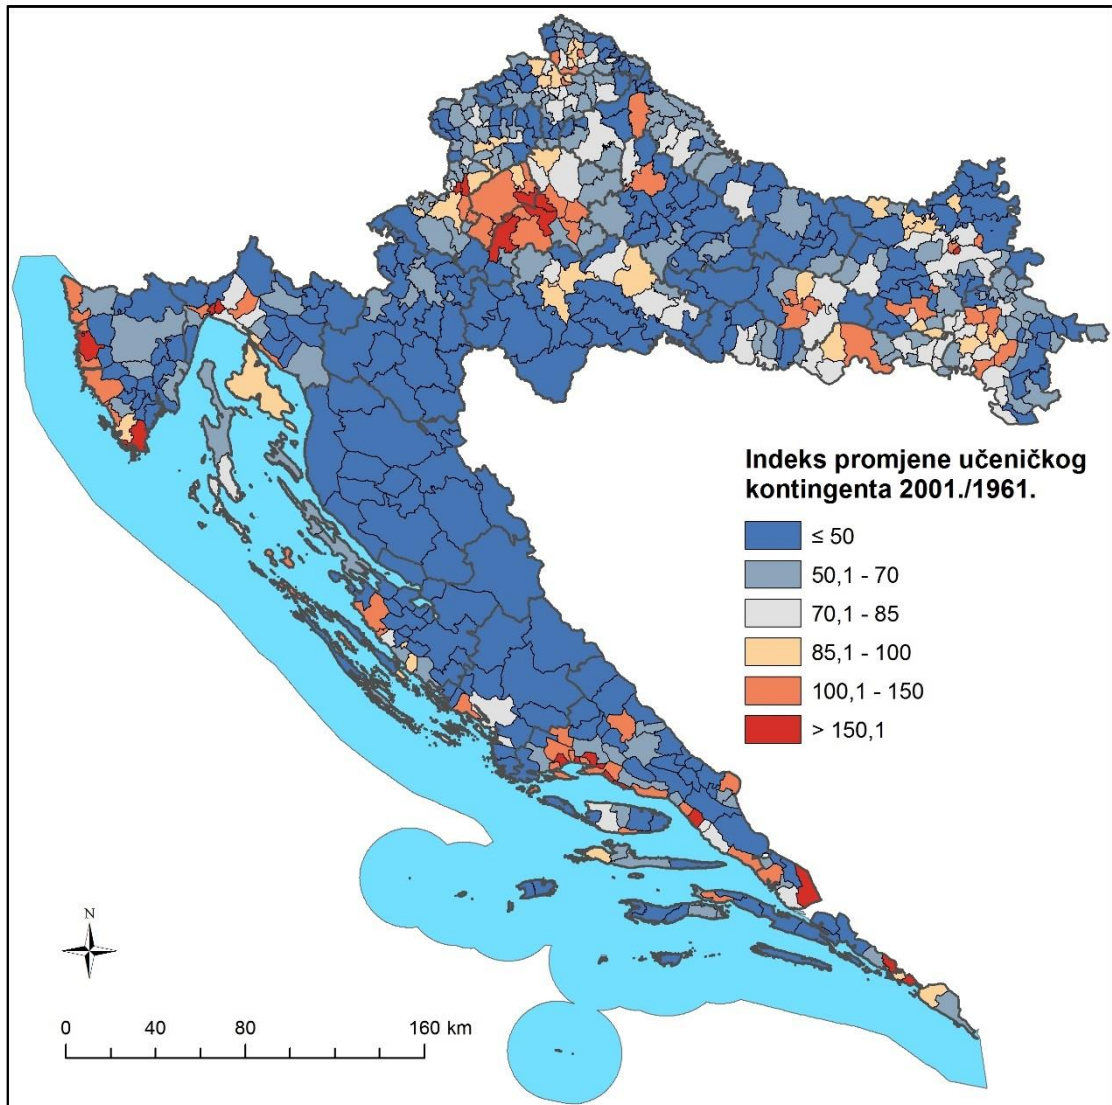 Indeks promjene učeničkog
kontingenta 2001./1961.
≤ 50
50,1 - 70
70,1 - 85
85,1 - 100
100,1 - 150
> 150,1
N
0 40 80 160 km